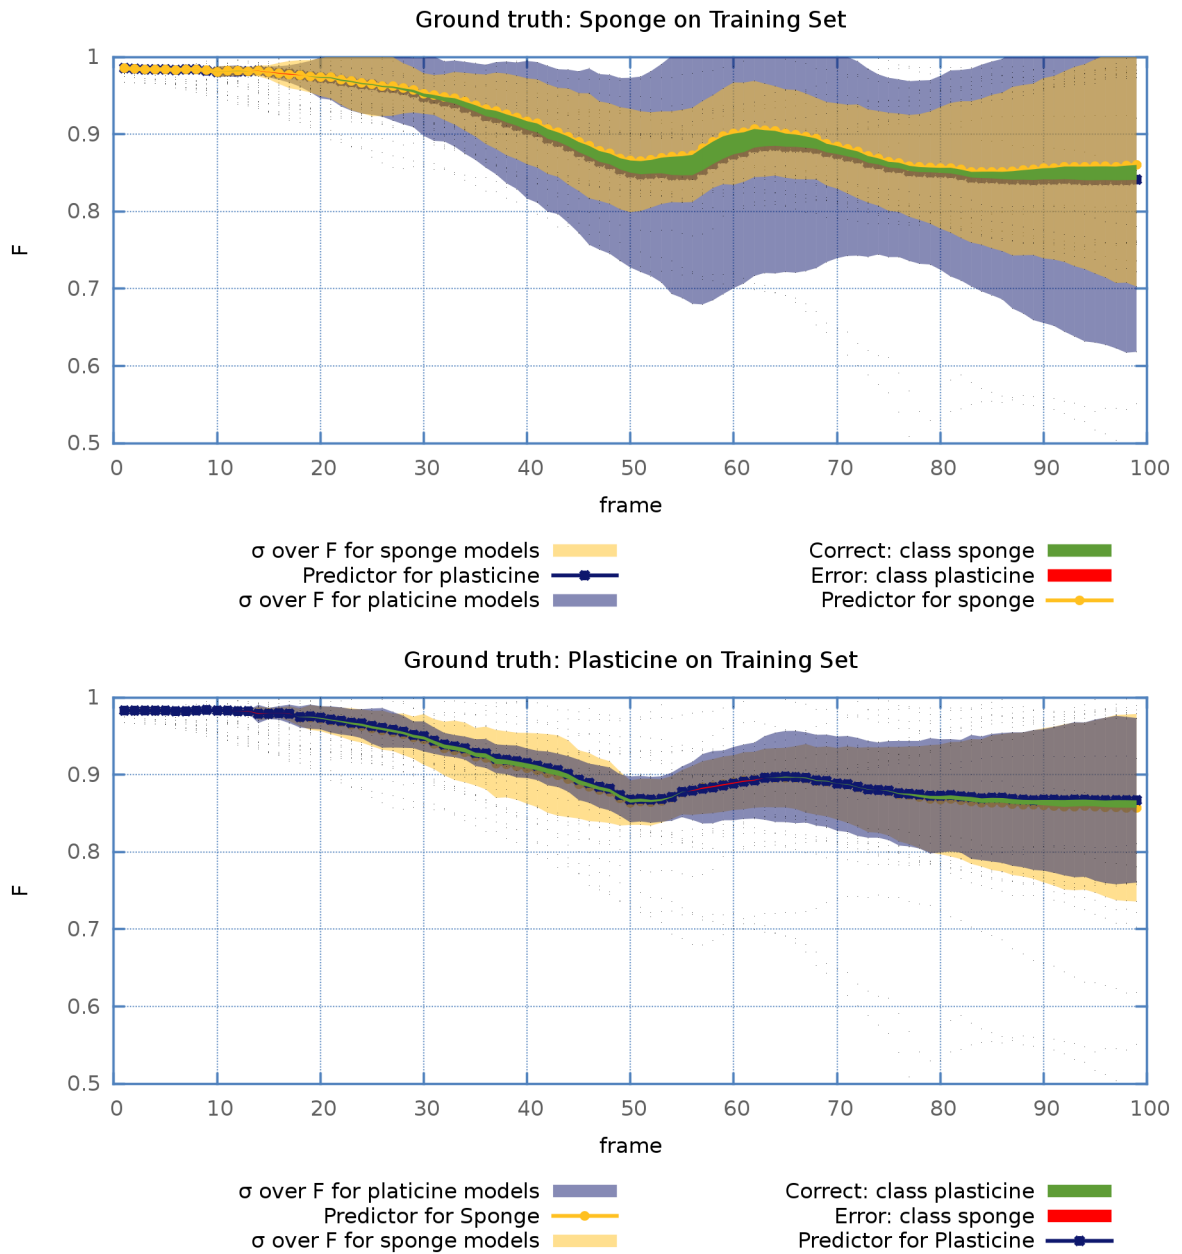 Ground truth: Sponge on Training Set
1
0.9
0.8
0.7
0.6
0.5
F
0 10 20 30 40 50 60 70 80 90 100
frame
σ over F for sponge models
Predictor for plasticine
σ over F for platicine models
Correct: class sponge
Error: class plasticine
Predictor for sponge
Ground truth: Plasticine on Training Set
1
0.9
0.8
0.7
0.6
0.5
F
0 10 20 30 40 50 60 70 80 90 100
frame
σ over F for platicine models
Predictor for Sponge
σ over F for sponge models
Correct: class plasticine
Error: class sponge
Predictor for Plasticine